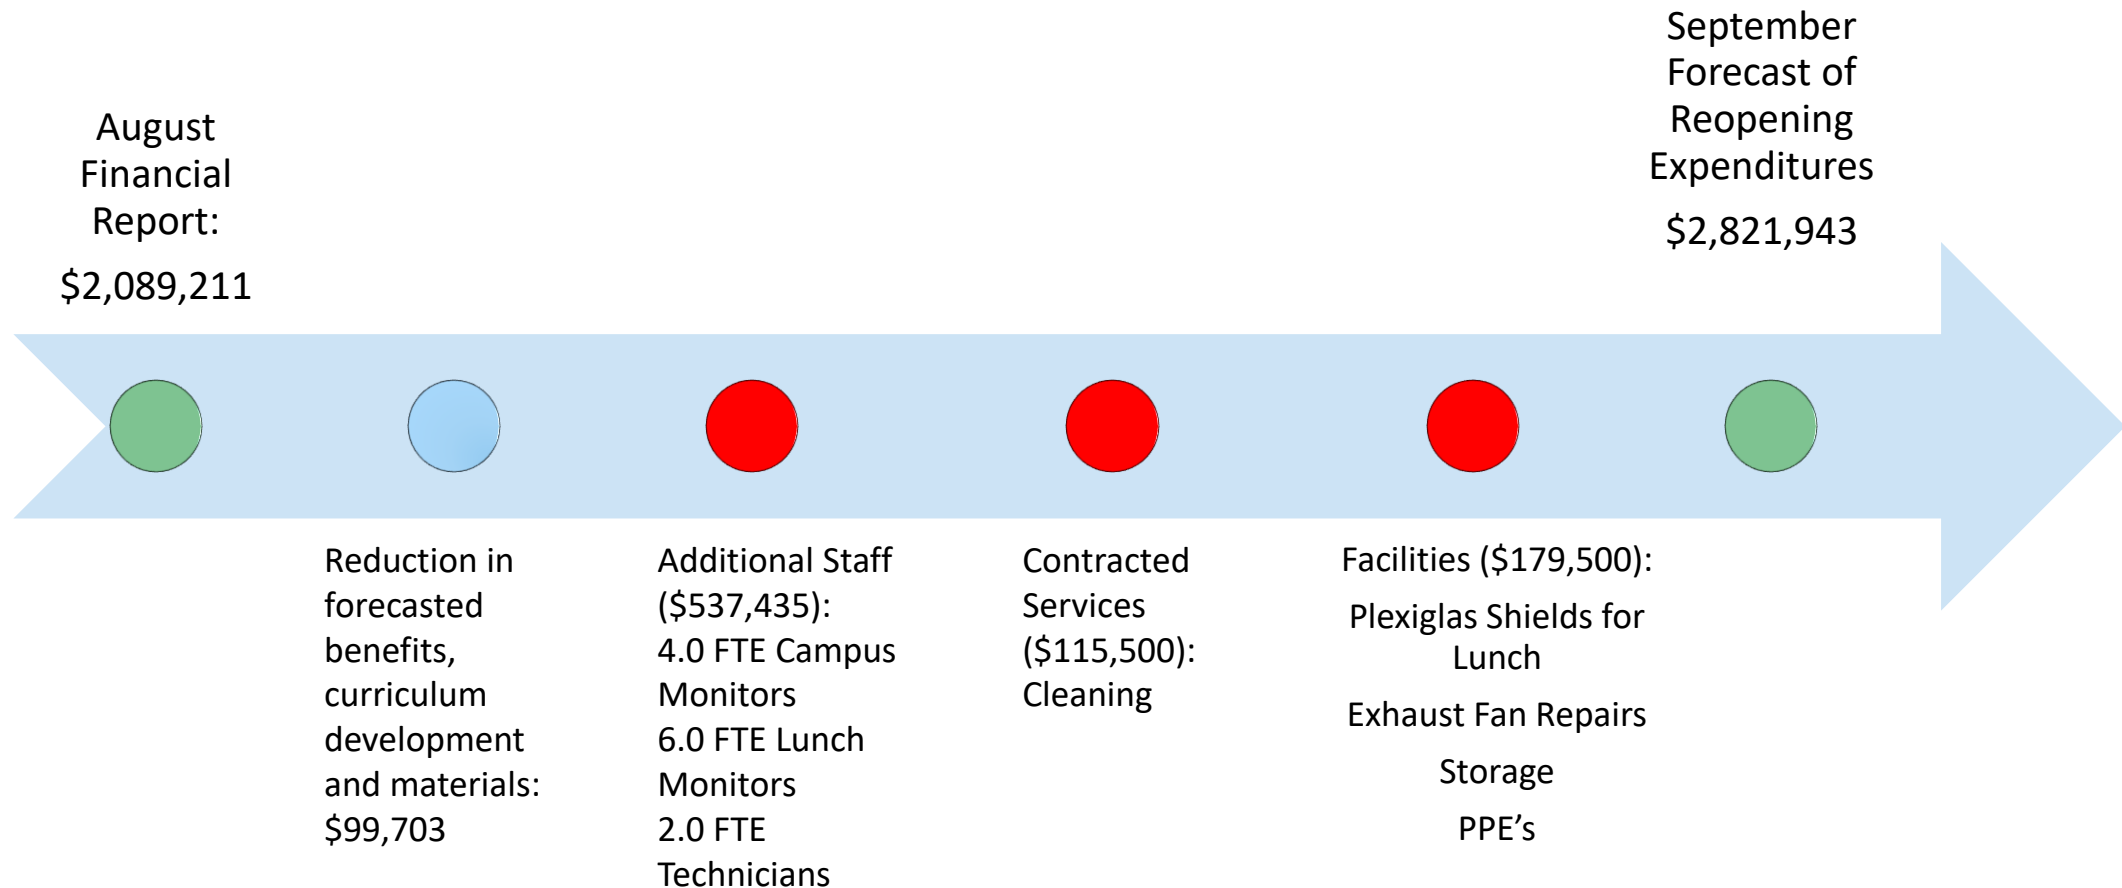 August
Financial
Report:
$2,089,211
September
Forecast of
Reopening
Expenditures
$2,821,943
Reduction in
forecasted
benefits,
curriculum
development
and materials:
$99,703
Additional Staff
($537,435):
4.0 FTE Campus
Monitors
6.0 FTE Lunch
Monitors
2.0 FTE
Technicians
Contracted
Services
($115,500):
Cleaning
Facilities ($179,500):
Plexiglas Shields for
Lunch
Exhaust Fan Repairs
Storage
PPE’s